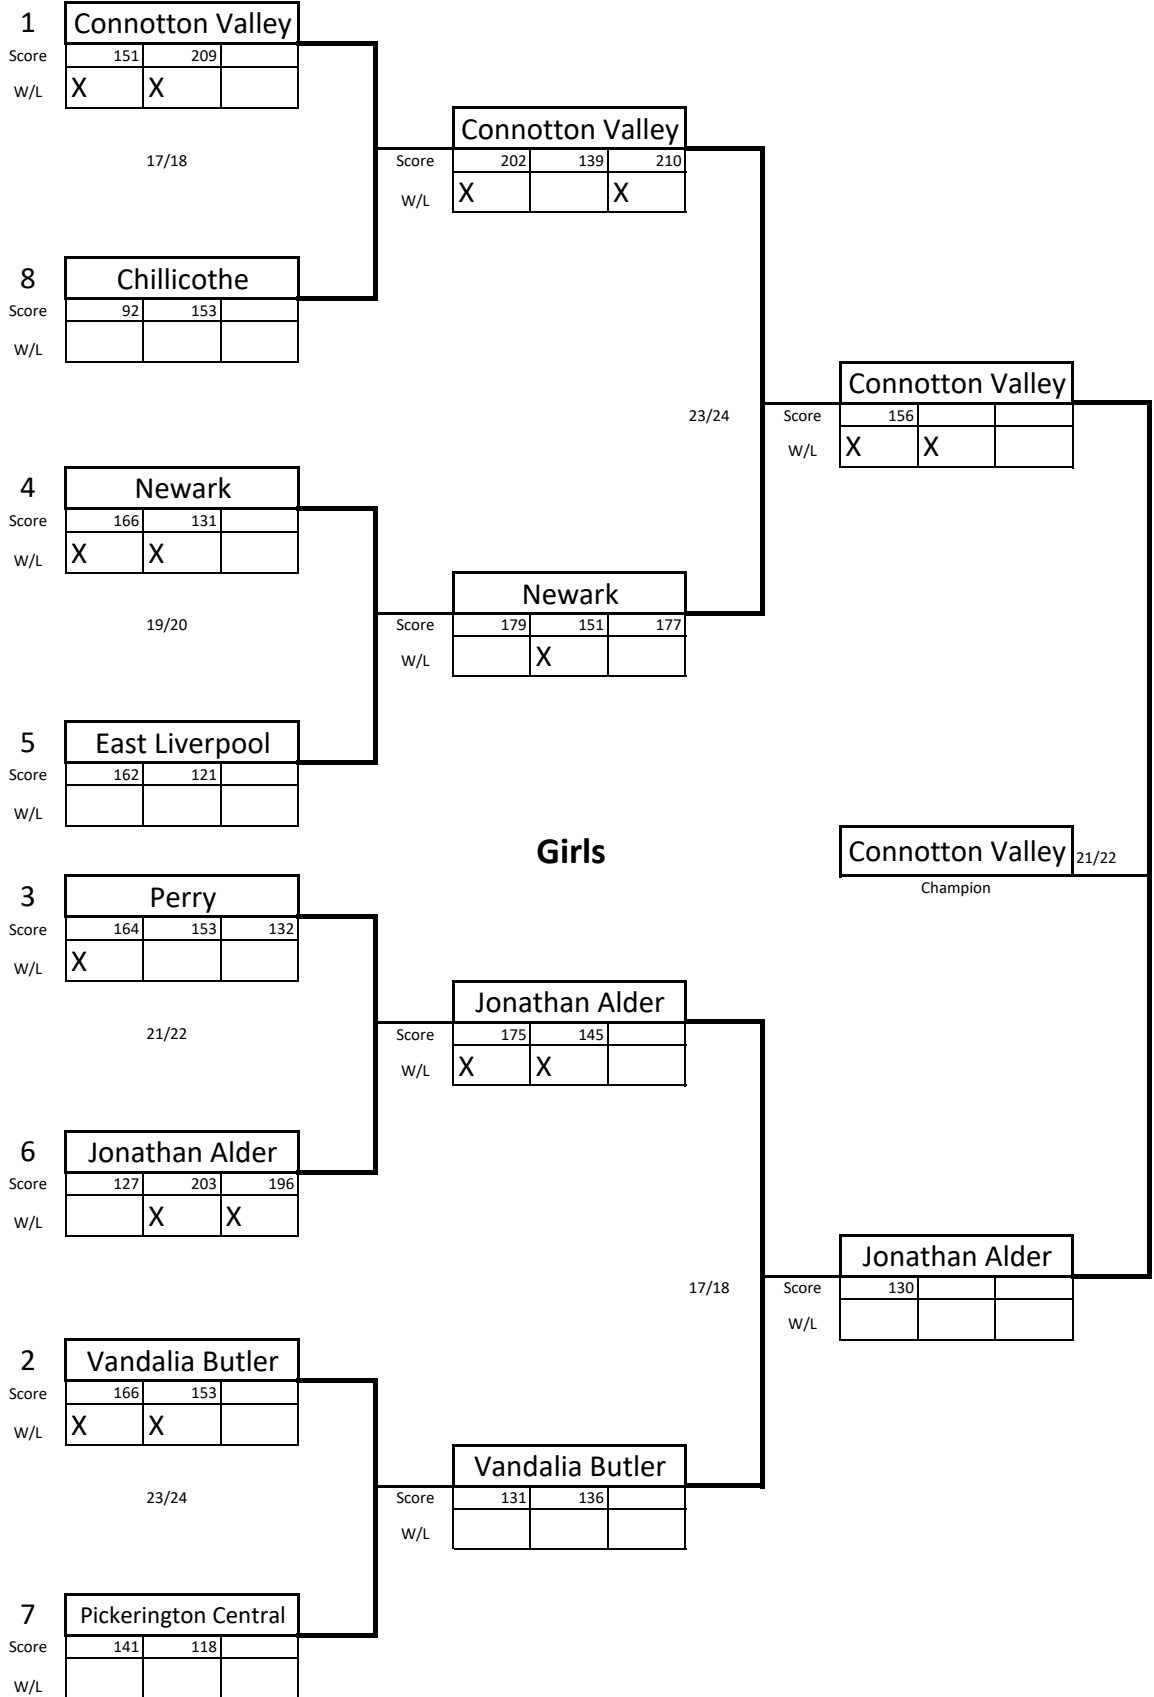 1 Connotton Valley
Score 151 209
W/L X X
Connotton Valley
17/18 Score 202 139 210
W/L X X
8 Chillicothe
Score 92 153
W/L
Connotton Valley
23/24 Score 156
W/L X X
4 Newark
Score 166 131
W/L X X
Newark
19/20 Score 179 151 177
W/L X
5 East Liverpool
Score 162 121
W/L
Girls Connotton Valley 21/22
Champion
3 Perry
Score 164 153 132
W/L X
Jonathan Alder
21/22 Score 175 145
W/L X X
6 Jonathan Alder
Score 127 203 196
W/L X X
Jonathan Alder
17/18 Score 130
W/L
2 Vandalia Butler
Score 166 153
W/L X X
Vandalia Butler
23/24 Score 131 136
W/L
7 Pickerington Central
Score 141 118
W/L